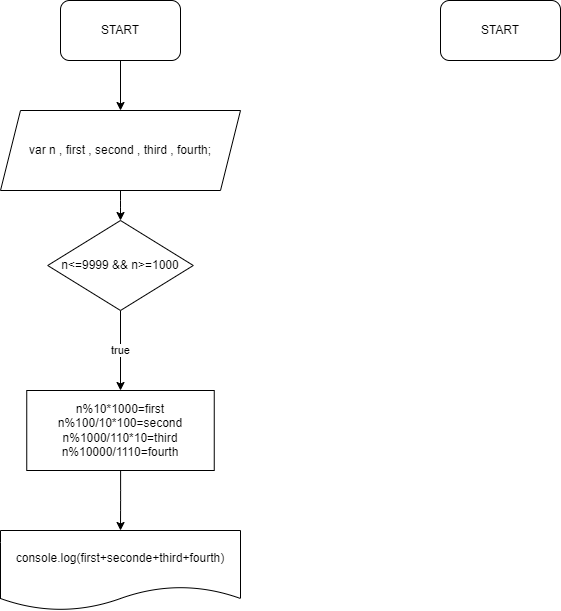 START
START
var n , first , second , third , fourth;
n<=9999 && n>=1000
true
n%10*1000=first
n%100/10*100=second
n%1000/110*10=third
n%10000/1110=fourth
console.log(first+seconde+third+fourth)